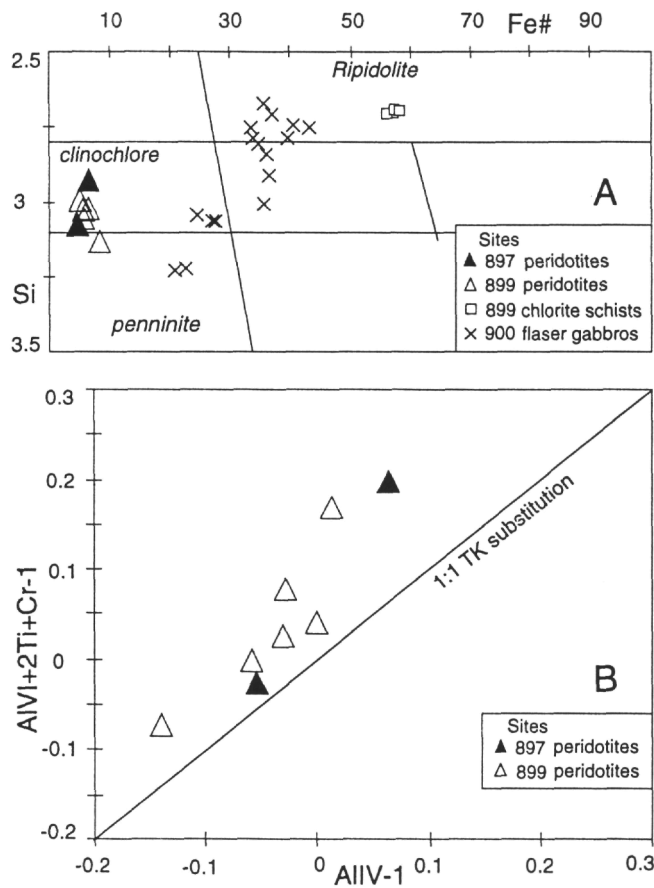 10 30 50 70 Fe# 90
2.5
Ripidolite
clinochlore
3
A
Sites
897 peridotites
899 peridotites
899 chlorite schists
900 flaser gabbros
Si
penninite
3.5
0.3
0.2
1:1 TK substitution
0.1
AlVI+2Ti+Cr-1
0
B
Sites
897 peridotites
899 peridotites
-0.1
-0.2
-0.2 -0.1 0 0.1 0.2 0.3
AlIV-1